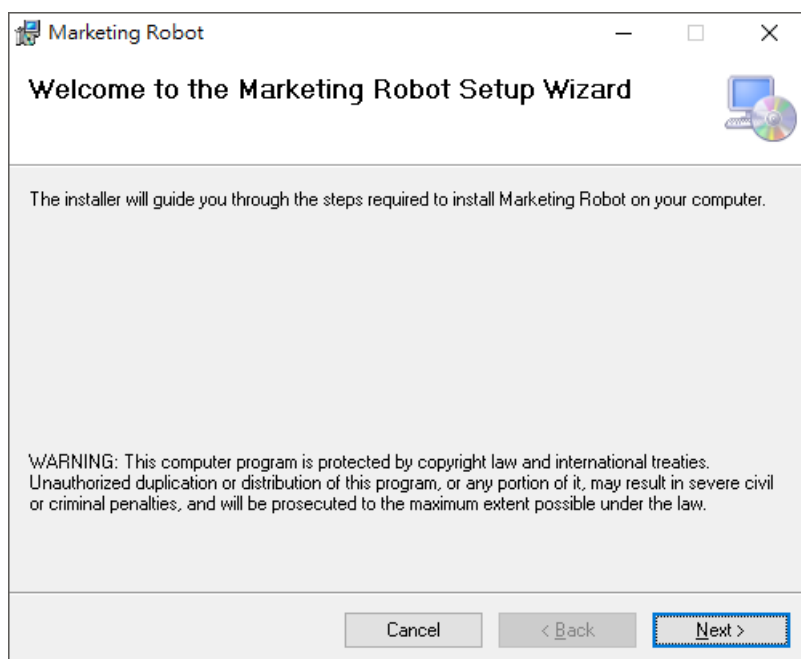 Marketing Robot
Welcome to the Marketing Robot Setup Wizard
The installer will guide you through the steps required to install Marketing Robot on your computer.
WARNING: This computer program is protected by copyright law and international treaties.
Unauthorized duplication or distribution of this program, or any portion of it, may result in severe civil
or criminal penalties, and will be prosecuted to the maximum extent possible under the law.
Cancel < Back Next >